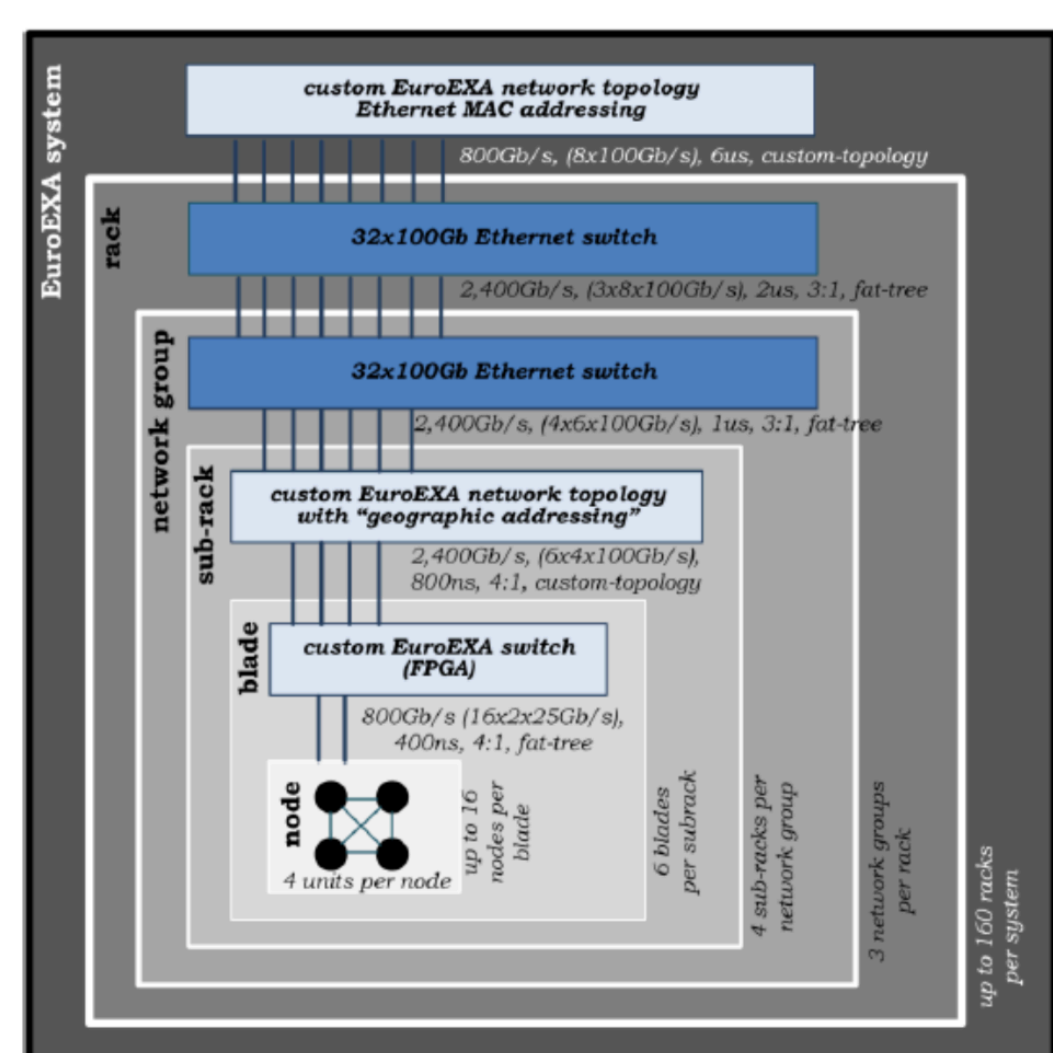 EuroEXA system
custom EuroEXA network topology
Ethernet MAC addressing
800Gb/s, (8x100Gb/s), 6us, custom-topology
rack
32x100Gb Ethernet switch
2,400Gb/s, (3x8x100Gb/s), 2us, 3:1, fat-tree
network group
32x100Gb Ethernet switch
2,400Gb/s, (4x6x100Gb/s), 1us, 3:1, fat-tree
sub-rack
custom EuroEXA network topology
with “geographic addressing”
2,400Gb/s, (6x4x100Gb/s),
800ns, 4:1, custom-topology
blade
custom EuroEXA switch
(FPGA)
800Gb/s (16x2x25Gb/s),
400ns, 4:1, fat-tree
node
4 units per node
up to 16
nodes per
blade
6 blades
per subrack
4 sub-racks per
network group
3 network groups
per rack
up to 160 racks
per system